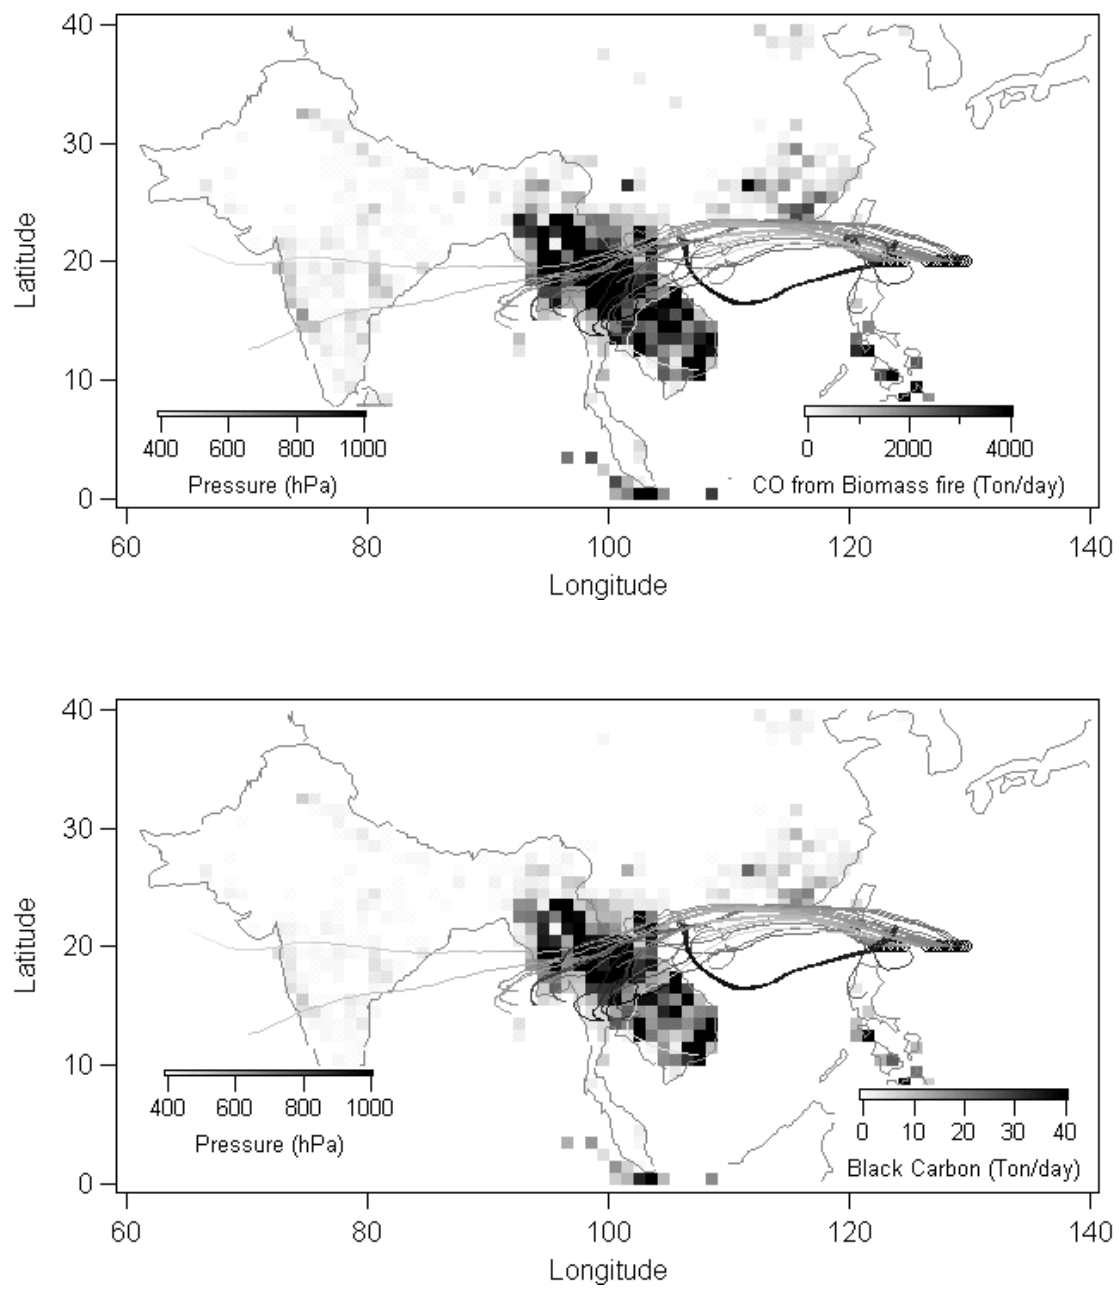 40
30
20
10
0
Latitude
400 600 800 1000
Pressure (hPa)
0 2000 4000
CO from Biomass fire (Ton/day)
60 80 100 120 140
Longitude
40
30
20
10
0
Latitude
400 600 800 1000
Pressure (hPa)
0 10 20 30 40
Black Carbon (Ton/day)
60 80 100 120 140
Longitude